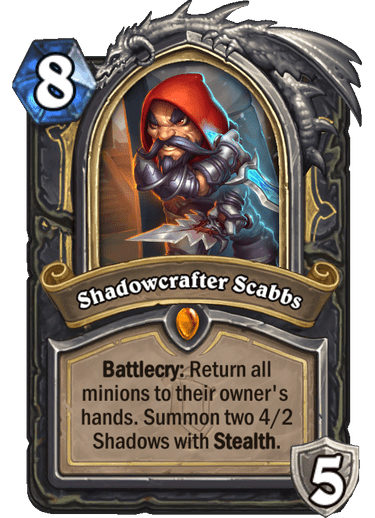 8
Shadowcrafter Scabbs
Battlecry: Return all
minions to their owner's
hands. Summon two 4/2
Shadows with Stealth.
5